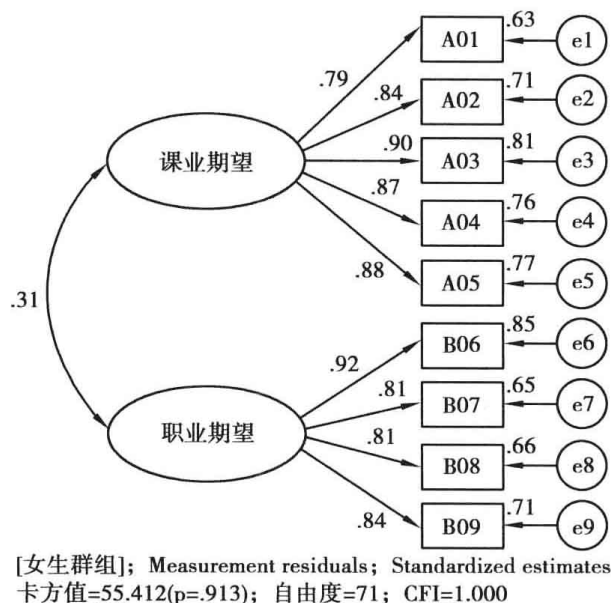 .63
A01
e1
.79
.71
A02
e2
.84
课业期望
.90
.81
A03
e3
.87
.76
A04
e4
.88
.77
A05
e5
.31
.85
B06
e6
.92
.65
B07
e7
.81
职业期望
.81
.66
B08
e8
.84
.71
B09
e9
[女生群组]；Measurement residuals；Standardized estimates
卡方值=55.412(p=.913)；自由度=71；CFI=1.000